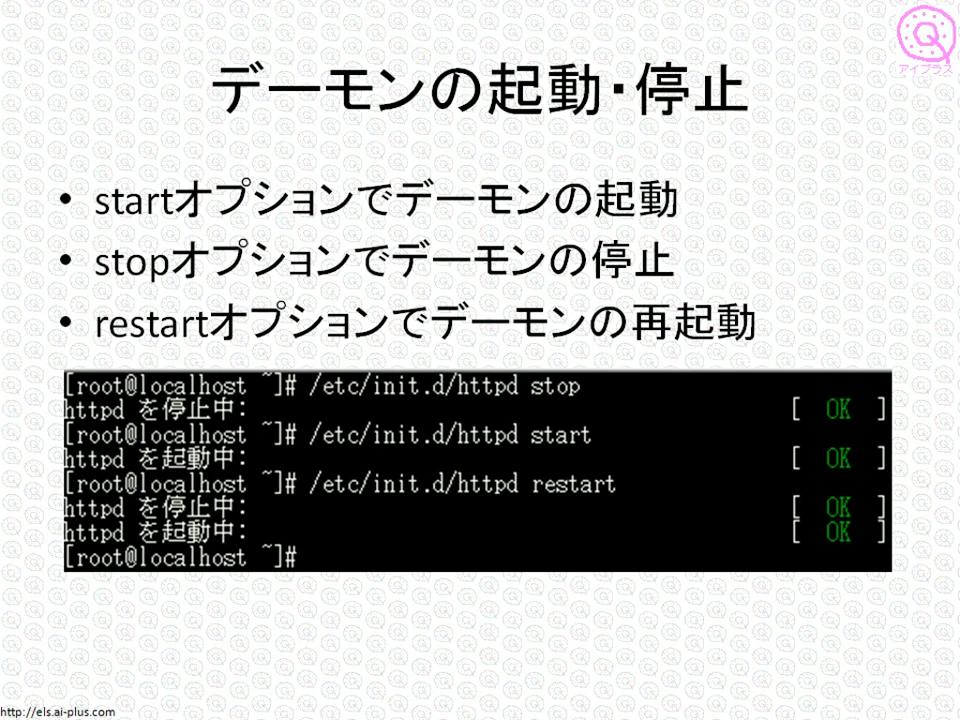 アイプラス
デーモンの起動・停止
• startオプションでデーモンの起動
• stopオプションでデーモンの停止
• restartオプションでデーモンの再起動
[root@localhost ~]# /etc/init.d/httpd stop
httpd を停止中: [ OK ]
[root@localhost ~]# /etc/init.d/httpd start
httpd を起動中: [ OK ]
[root@localhost ~]# /etc/init.d/httpd restart
httpd を停止中: [ OK ]
httpd を起動中: [ OK ]
[root@localhost ~]#
http://els.ai-plus.com